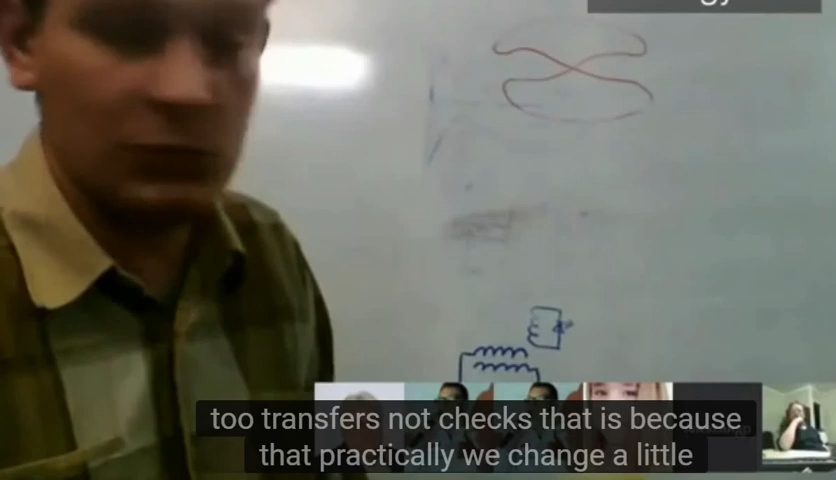 too transfers not checks that is because
that practically we change a little